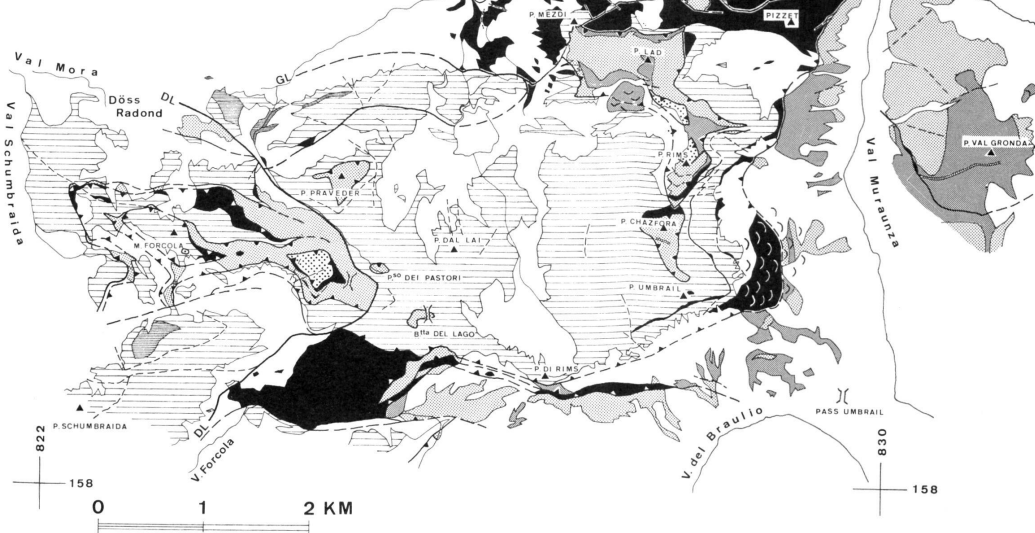 P. MEZDI
PIZZET
P. LAD
Val Mora
GL
DL
Döss
Radond
Val Schumbraida
P. VAL GRONDA
P. RIMS
Val Muraunza
P. PRAVEDER
P. CHAZFORA
M. FORCOLA
P. DAL LAI
Pso DEI PASTORI
P. UMBRAIL
Btta DEL LAGO
P. DI RIMS
PASS UMBRAIL
P. SCHUMBRAIDA
DL
V. Forcola
V. del Braulio
822
830
158
158
0 1 2 KM